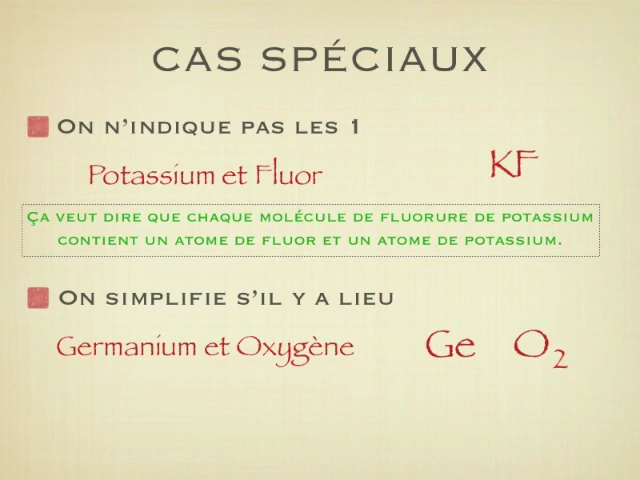 CAS SPÉCIAUX
ON N'INDIQUE PAS LES 1
Potassium et Fluor
KF
ÇA VEUT DIRE QUE CHAQUE MOLÉCULE DE FLUORURE DE POTASSIUM
CONTIENT UN ATOME DE FLUOR ET UN ATOME DE POTASSIUM.
ON SIMPLIFIE S'IL Y A LIEU
Germanium et Oxygène
Ge O₂